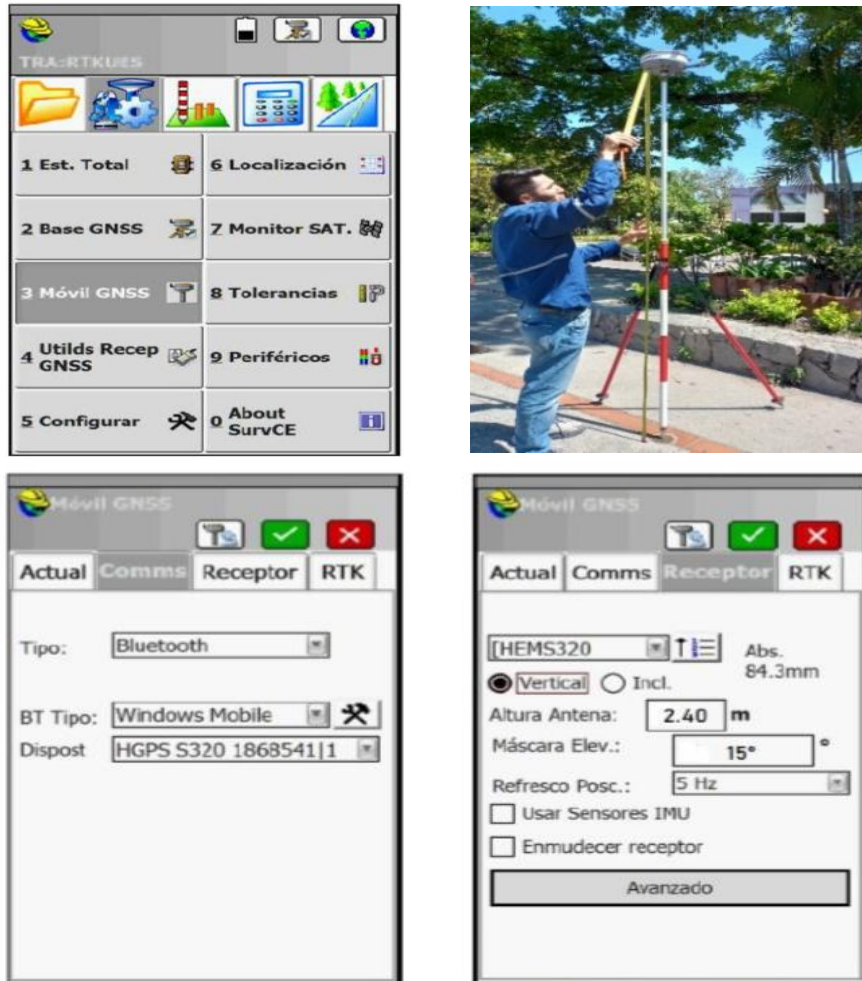 TRA:RTKUES
1 Est. Total
6 Localización
2 Base GNSS
7 Monitor SAT.
3 Móvil GNSS
8 Tolerancias
4 Utilds Recep GNSS
9 Periféricos
5 Configurar
0 About SurvCE
Móvil GNSS
Actual Comms Receptor RTK
Tipo: Bluetooth
BT Tipo: Windows Mobile
Dispost HGPS S320 1868541|1
Móvil GNSS
Actual Comms Receptor RTK
[HEMS320
Abs.
84.3mm
Vertical Incl.
Altura Antena: 2.40 m
Máscara Elev.: 15° °
Refresco Posc.: 5 Hz
Usar Sensores IMU
Enmudecer receptor
Avanzado